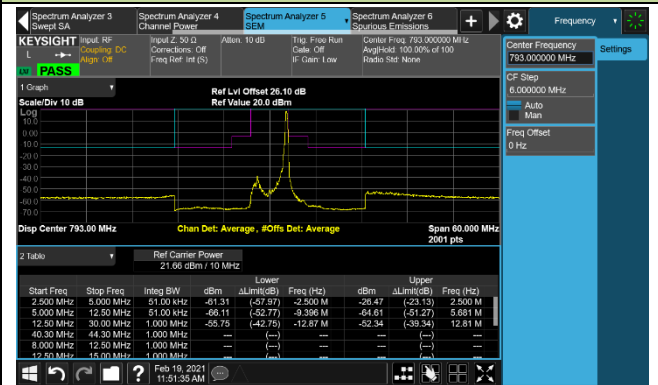 Spectrum Analyzer 3
Swept SA
Spectrum Analyzer 4
Channel Power
Spectrum Analyzer 5
SEM
Spectrum Analyzer 6
Spurious Emissions
Frequency
KEYSIGHT
L
PASS
Input: RF
Coupling: DC
Align: Off
Input Z: 50 Ω
Corrections: Off
Freq Ref: Int (S)
Atten: 10 dB
Trig: Free Run
Gate: Off
IF Gain: Low
Center Freq: 793.000000 MHz
Avg|Hold: 100.00% of 100
Radio Std: None
Center Frequency
793.000000 MHz
Settings
CF Step
6.000000 MHz
Auto
Man
Freq Offset
0 Hz
1 Graph
Scale/Div 10 dB
Ref Lvl Offset 26.10 dB
Ref Value 20.0 dBm
Log
10.0
0.00
-10.0
-20.0
-30.0
-40.0
-50.0
-60.0
-70.0
Disp Center 793.00 MHz
Chan Det: Average, #Offs Det: Average
Span 60.000 MHz
2001 pts
2 Table
Ref Carrier Power
21.66 dBm / 10 MHz
Lower Upper
Start Freq Stop Freq Integ BW dBm ΔLimit(dB) Freq (Hz) dBm ΔLimit(dB) Freq (Hz)
2.500 MHz 5.000 MHz 51.00 kHz -61.31 (-57.97) -2.500 M -26.47 (-23.13) 2.500 M
5.000 MHz 12.50 MHz 51.00 kHz -66.11 (-52.77) -9.396 M -64.61 (-51.27) 5.681 M
12.50 MHz 30.00 MHz 1.000 MHz -55.75 (-42.75) -12.87 M -52.34 (-39.34) 12.81 M
40.30 MHz 44.30 MHz 1.000 MHz --- (---) --- (---)
8.000 MHz 12.50 MHz 1.000 MHz --- (---) --- (---)
12.50 MHz 15.00 MHz 1.000 MHz --- (---) --- (---)
? Feb 19, 2021
11:51:35 AM